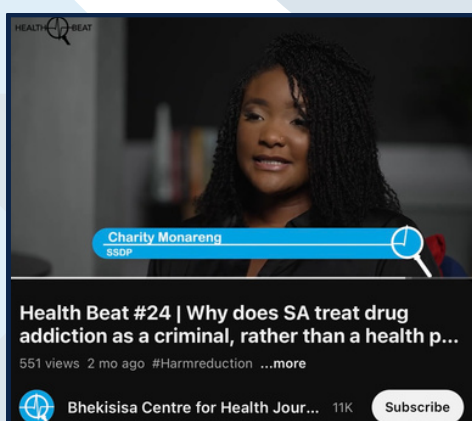 HEALTH BEAT
Charity Monareng
SSDP
Health Beat #24 | Why does SA treat drug
addiction as a criminal, rather than a health p...
551 views 2 mo ago #Harmreduction ...more
Bhekisisa Centre for Health Jour... 11K Subscribe